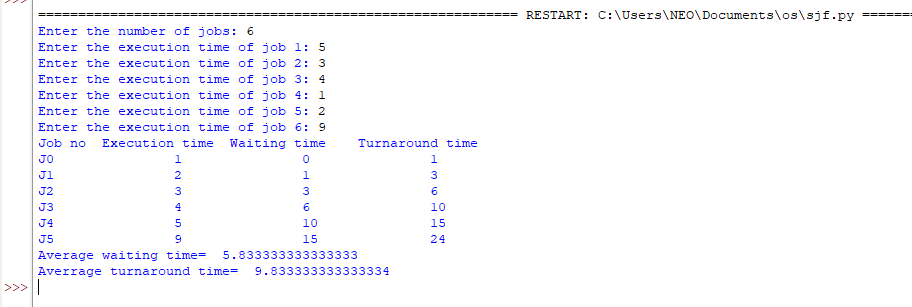 >>>
======================================================== RESTART: C:\Users\NEO\Documents\os\sjf.py =======
Enter the number of jobs: 6
Enter the execution time of job 1: 5
Enter the execution time of job 2: 3
Enter the execution time of job 3: 4
Enter the execution time of job 4: 1
Enter the execution time of job 5: 2
Enter the execution time of job 6: 9
Job no  Execution time  Waiting time    Turnaround time
J0 1 0 1
J1 2 1 3
J2 3 3 6
J3 4 6 10
J4 5 10 15
J5 9 15 24
Average waiting time=  5.833333333333333
Averrage turnaround time=  9.833333333333334
>>>